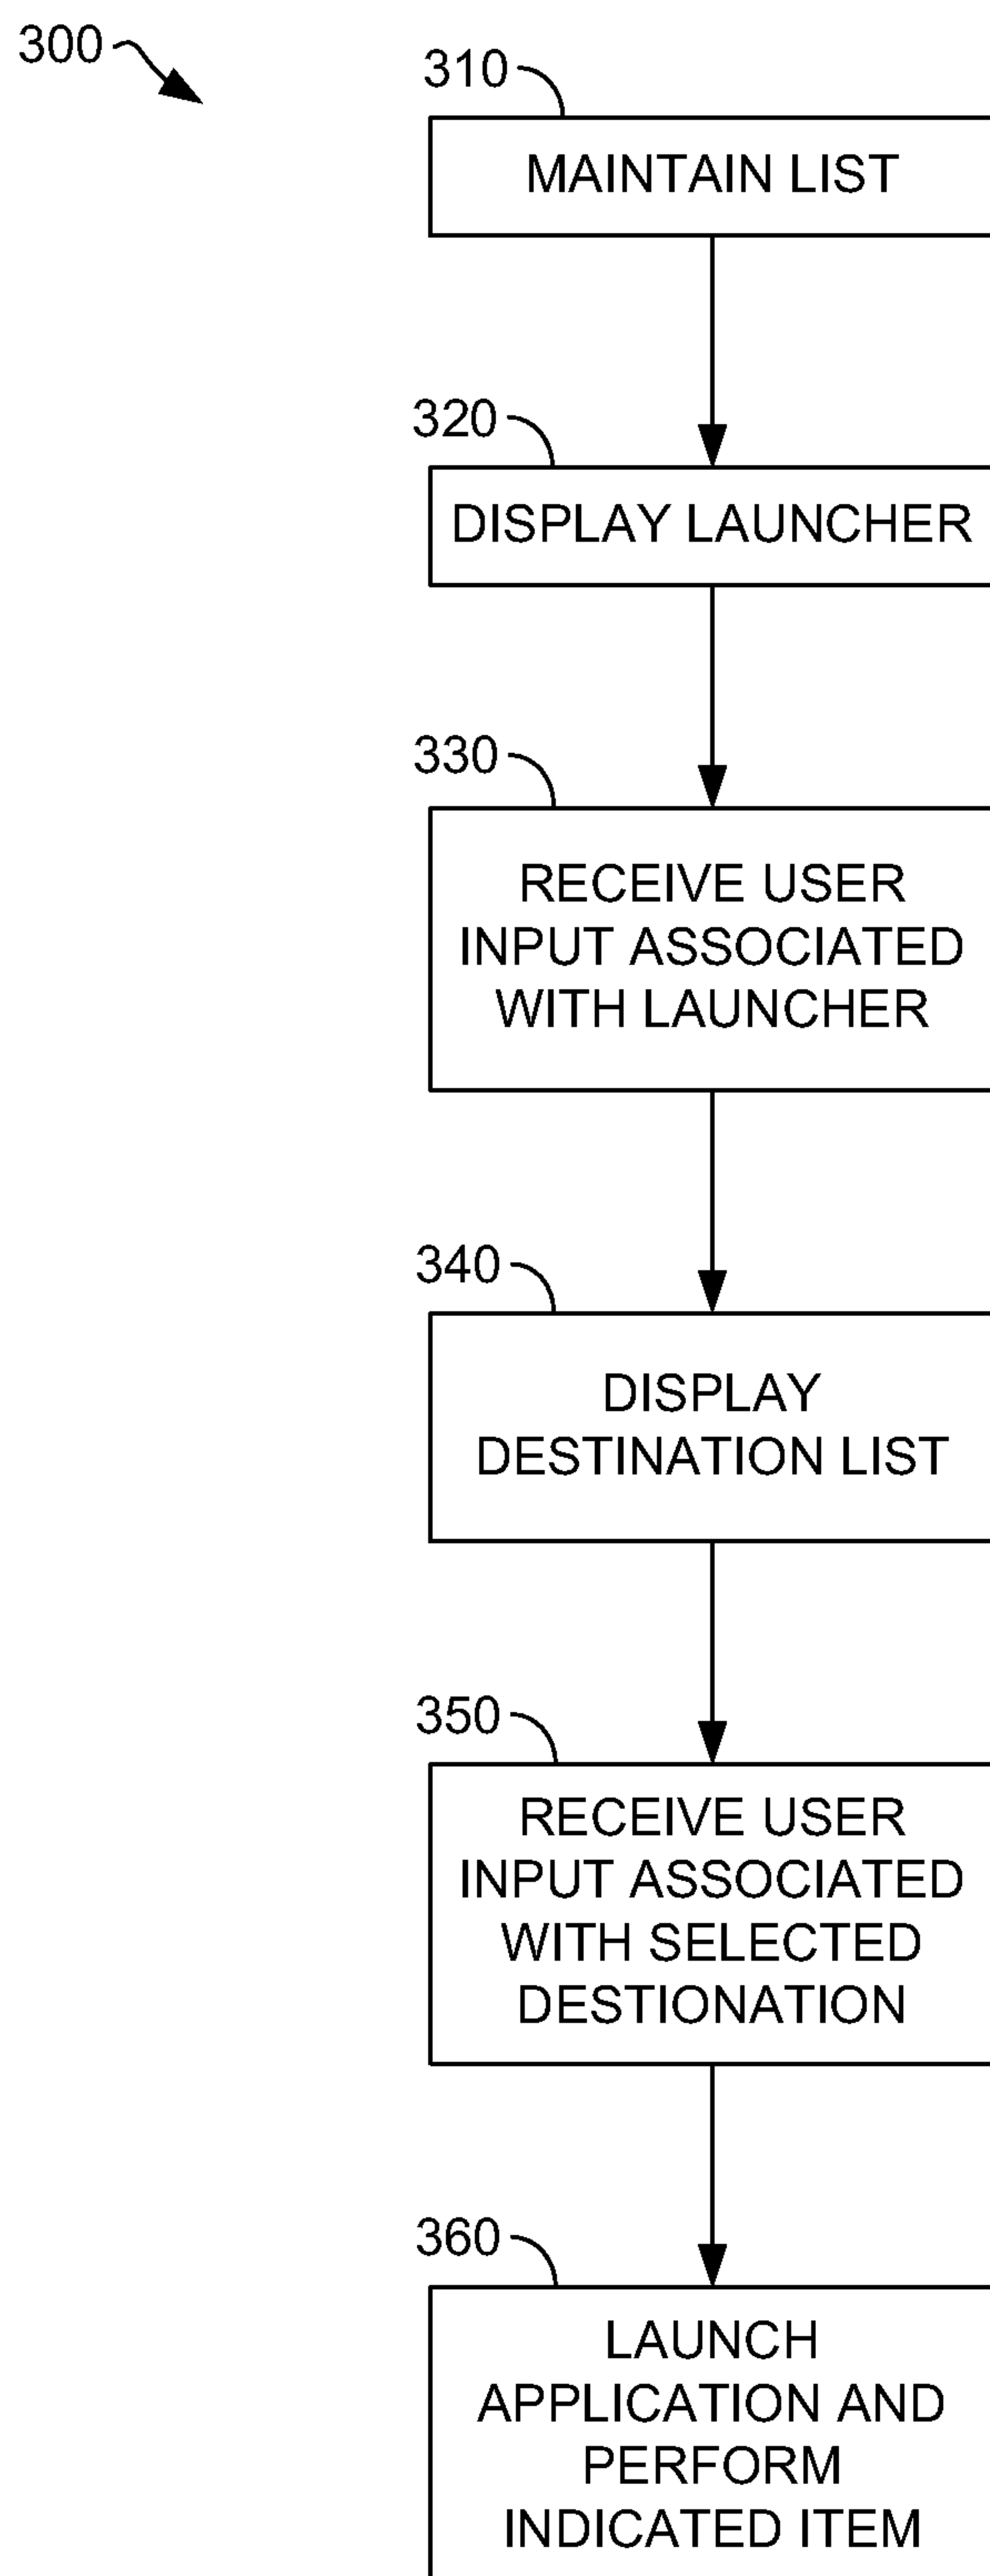 300
310
MAINTAIN LIST
320
DISPLAY LAUNCHER
330
RECEIVE USER
INPUT ASSOCIATED
WITH LAUNCHER
340
DISPLAY
DESTINATION LIST
350
RECEIVE USER
INPUT ASSOCIATED
WITH SELECTED
DESTIONATION
360
LAUNCH
APPLICATION AND
PERFORM
INDICATED ITEM